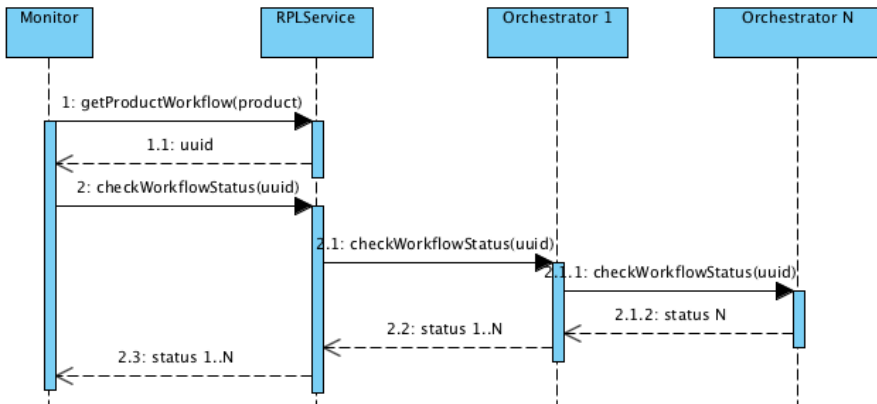 Monitor
RPLService
Orchestrator 1
Orchestrator N
1: getProductWorkflow(product)
1.1: uuid
2: checkWorkflowStatus(uuid)
2.1: checkWorkflowStatus(uuid)
2.1.1: checkWorkflowStatus(uuid)
2.1.2: status N
2.2: status 1..N
2.3: status 1..N